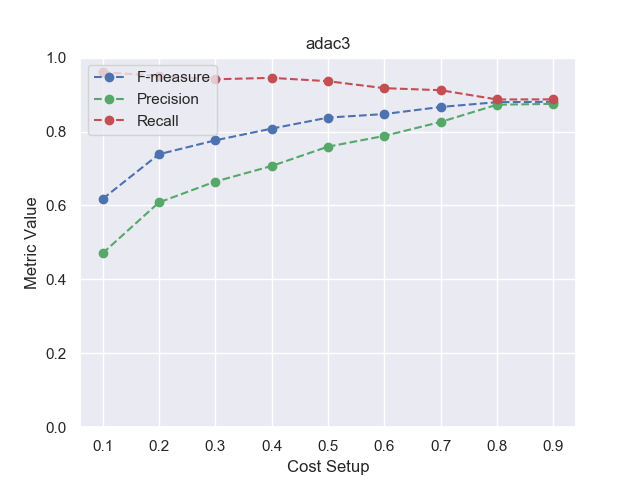 adac3
1.0
0.8
0.6
0.4
0.2
0.0
Metric Value
F-measure
Precision
Recall
0.1 0.2 0.3 0.4 0.5 0.6 0.7 0.8 0.9
Cost Setup